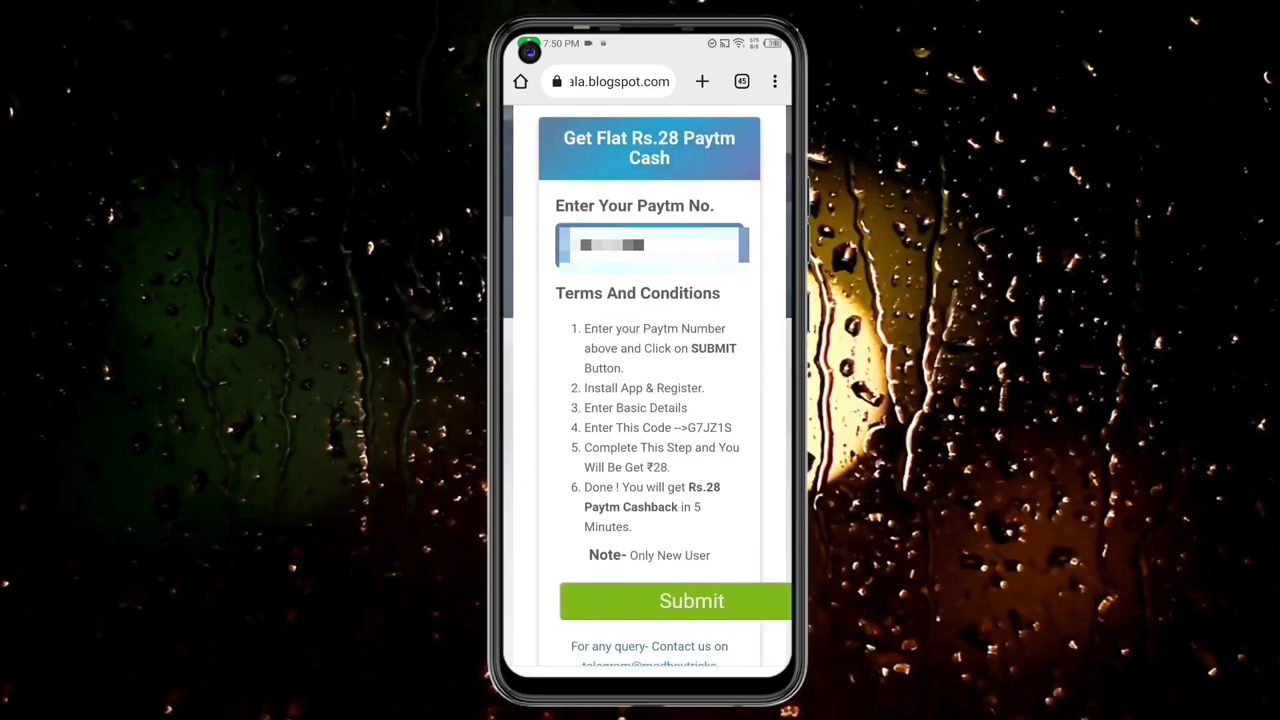 7:50 PM
ala.blogspot.com
45
Get Flat Rs.28 Paytm
Cash
Enter Your Paytm No.
Terms And Conditions
1. Enter your Paytm Number
above and Click on SUBMIT
Button.
2. Install App & Register.
3. Enter Basic Details
4. Enter This Code -->G7JZ1S
5. Complete This Step and You
Will Be Get ₹28.
6. Done ! You will get Rs.28
Paytm Cashback in 5
Minutes.
Note- Only New User
Submit
For any query- Contact us on